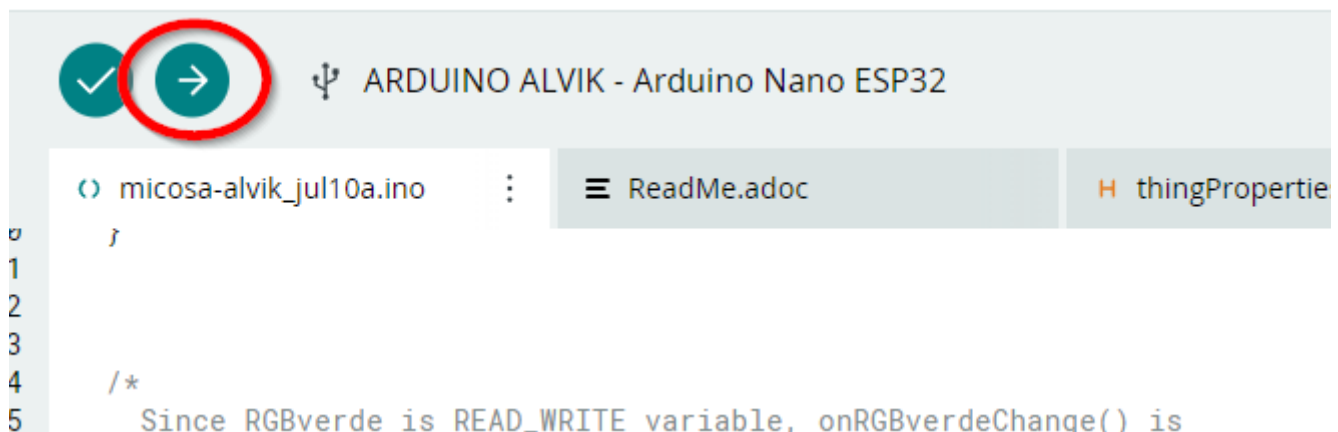 ARDUINO ALVIK - Arduino Nano ESP32
micosa-alvik_jul10a.ino
ReadMe.adoc
H thingPropertie
}
1
2
3
4 /*
5 Since RGBverde is READ_WRITE variable, onRGBverdeChange() is